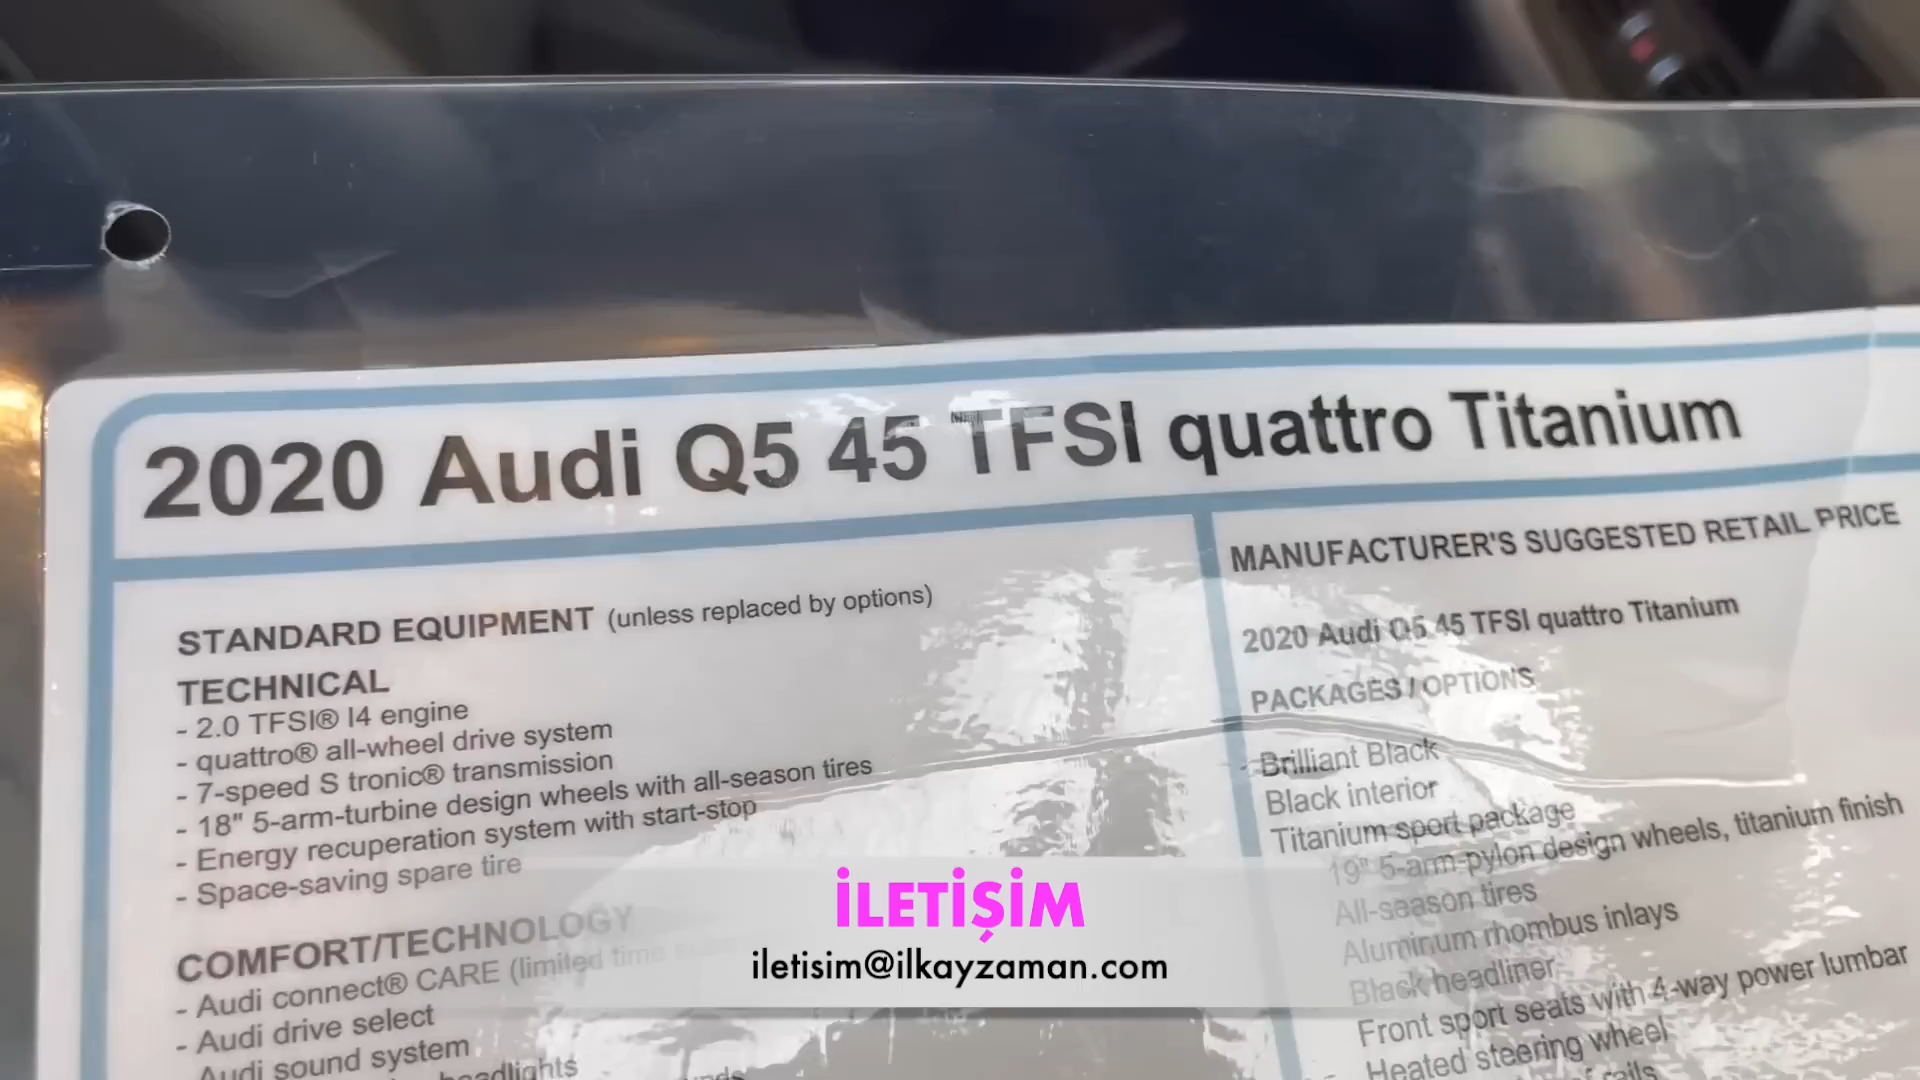 2020 Audi Q5 45 TFSI quattro Titanium
STANDARD EQUIPMENT (unless replaced by options)
TECHNICAL
- 2.0 TFSI® I4 engine
- quattro® all-wheel drive system
- 7-speed S tronic® transmission
- 18" 5-arm-turbine design wheels with all-season tires
- Energy recuperation system with start-stop
- Space-saving spare tire
COMFORT/TECHNOLOGY
- Audi connect® CARE (limited time
- Audi drive select
Audi sound system
headlights
MANUFACTURER'S SUGGESTED RETAIL PRICE
2020 Audi Q5 45 TFSI quattro Titanium
PACKAGES / OPTIONS
Brilliant Black
Black interior
Titanium sport package
19" 5-arm-pylon design wheels, titanium finish
All-season tires
Aluminum rhombus inlays
Black headliner
Front sport seats with 4-way power lumbar
Heated steering wheel
rails
İLETİŞİM
iletisim@ilkayzaman.com